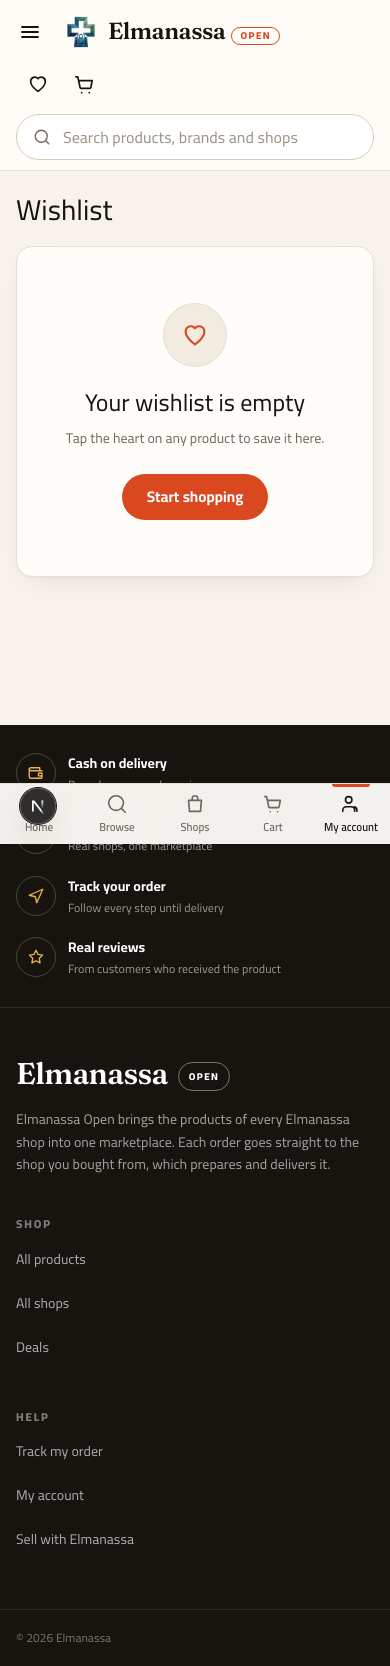 Elmanassa OPEN
Search products, brands and shops
Wishlist
Your wishlist is empty
Tap the heart on any product to save it here.
Start shopping
Cash on delivery
N
Home
Browse
Shops
Cart
My account
Real shops, one marketplace
Track your order
Follow every step until delivery
Real reviews
From customers who received the product
Elmanassa OPEN
Elmanassa Open brings the products of every Elmanassa
shop into one marketplace. Each order goes straight to the
shop you bought from, which prepares and delivers it.
SHOP
All products
All shops
Deals
HELP
Track my order
My account
Sell with Elmanassa
© 2026 Elmanassa